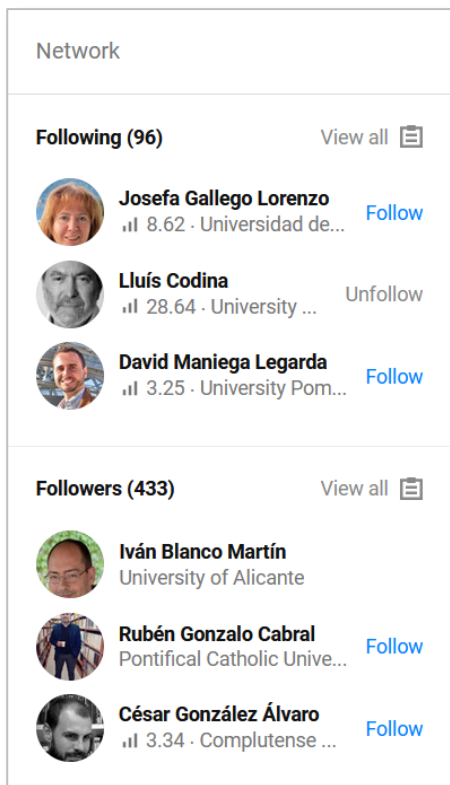 Network
Following (96) View all
Josefa Gallego Lorenzo
8.62 · Universidad de... Follow
Lluís Codina
28.64 · University ... Unfollow
David Maniega Legarda
3.25 · University Pom... Follow
Followers (433) View all
Iván Blanco Martín
University of Alicante
Rubén Gonzalo Cabral
Pontifical Catholic Unive... Follow
César González Álvaro
3.34 · Complutense ... Follow